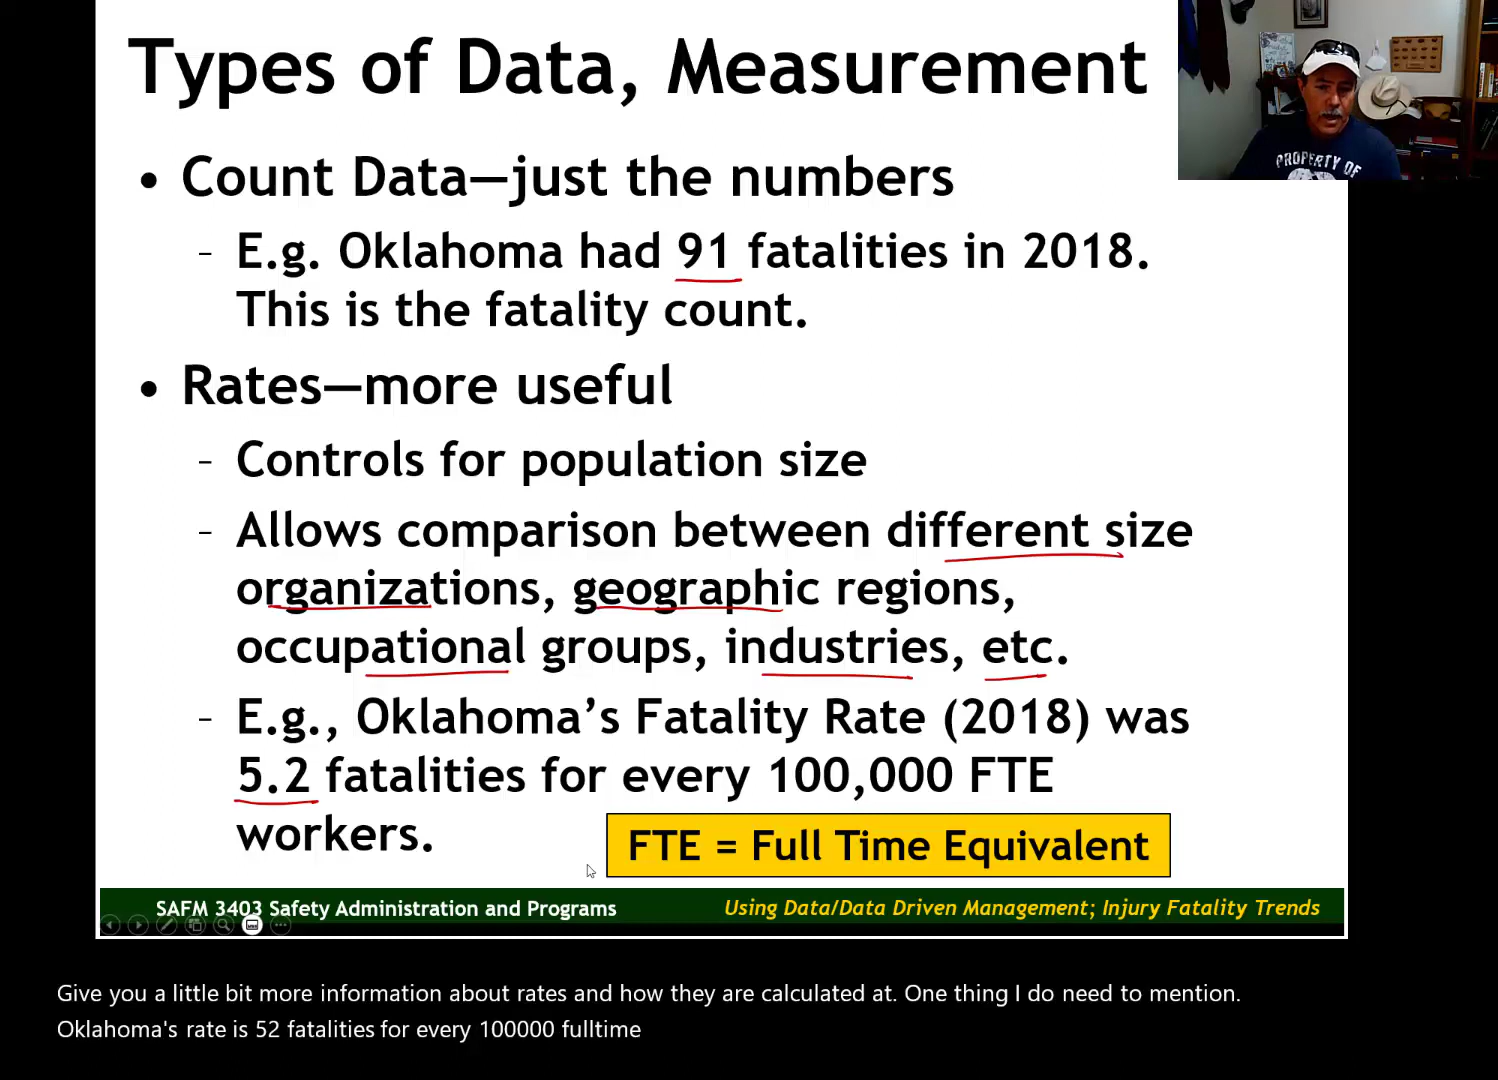 Types of Data, Measurement
PROPERTY OF
• Count Data—just the numbers
– E.g. Oklahoma had 91 fatalities in 2018.
This is the fatality count.
• Rates—more useful
– Controls for population size
– Allows comparison between different size
organizations, geographic regions,
occupational groups, industries, etc.
– E.g., Oklahoma’s Fatality Rate (2018) was
5.2 fatalities for every 100,000 FTE
workers.
FTE = Full Time Equivalent
SAFM 3403 Safety Administration and Programs
Using Data/Data Driven Management; Injury Fatality Trends
Give you a little bit more information about rates and how they are calculated at. One thing I do need to mention.
Oklahoma's rate is 52 fatalities for every 100000 fulltime